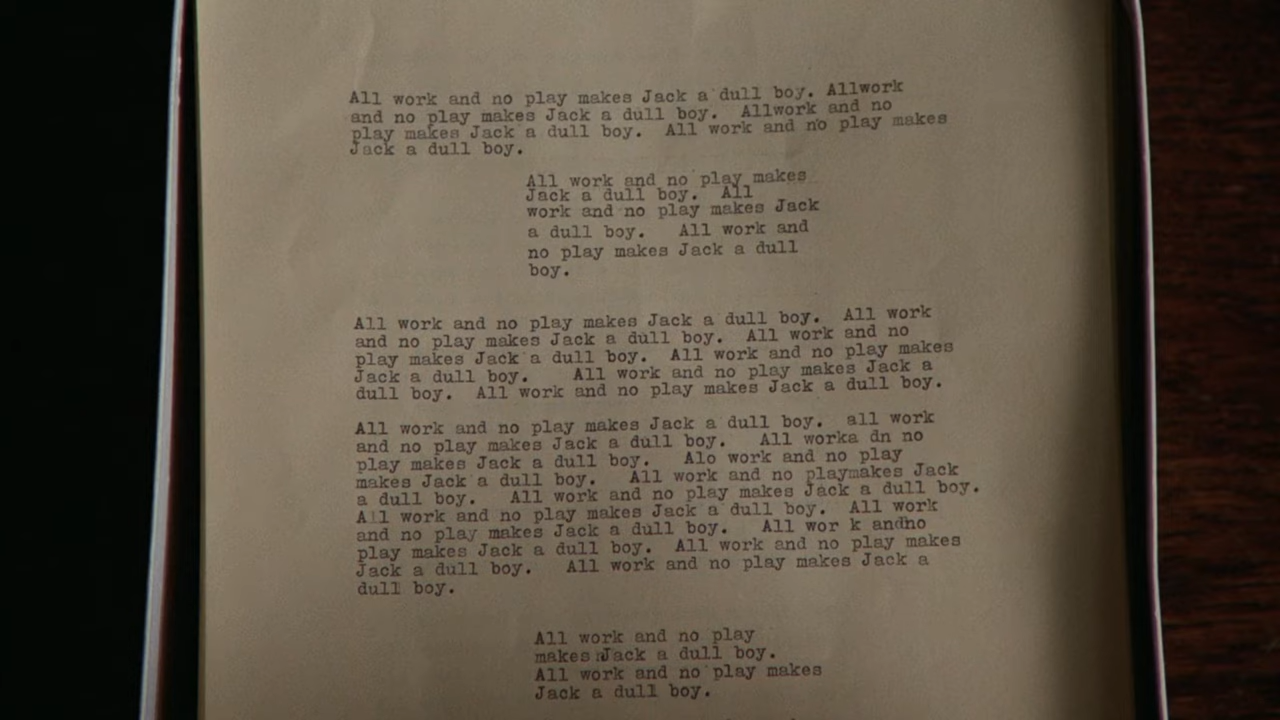 All work and no play makes Jack a dull boy. Allwork
and no play makes Jack a dull boy. Allwork and no
play makes Jack a dull boy. All work and no play makes
Jack a dull boy.
All work and no play makes
Jack a dull boy. All
work and no play makes Jack
a dull boy. All work and
no play makes Jack a dull
boy.
All work and no play makes Jack a dull boy. All work
and no play makes Jack a dull boy. All work and no
play makes Jack a dull boy. All work and no play makes
Jack a dull boy. All work and no play makes Jack a
dull boy. All work and no play makes Jack a dull boy.
All work and no play makes Jack a dull boy. all work
and no play makes Jack a dull boy. All worka dn no
play makes Jack a dull boy. Alo work and no play
makes Jack a dull boy. All work and no playmakes Jack
a dull boy. All work and no play makes Jack a dull boy.
All work and no play makes Jack a dull boy. All work
and no play makes Jack a dull boy. All wor k andno
play makes Jack a dull boy. All work and no play makes
Jack a dull boy. All work and no play makes Jack a
dull boy.
All work and no play
makes Jack a dull boy.
All work and no play makes
Jack a dull boy.